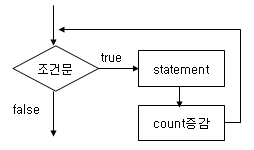 조건문
true
statement
false
count증감